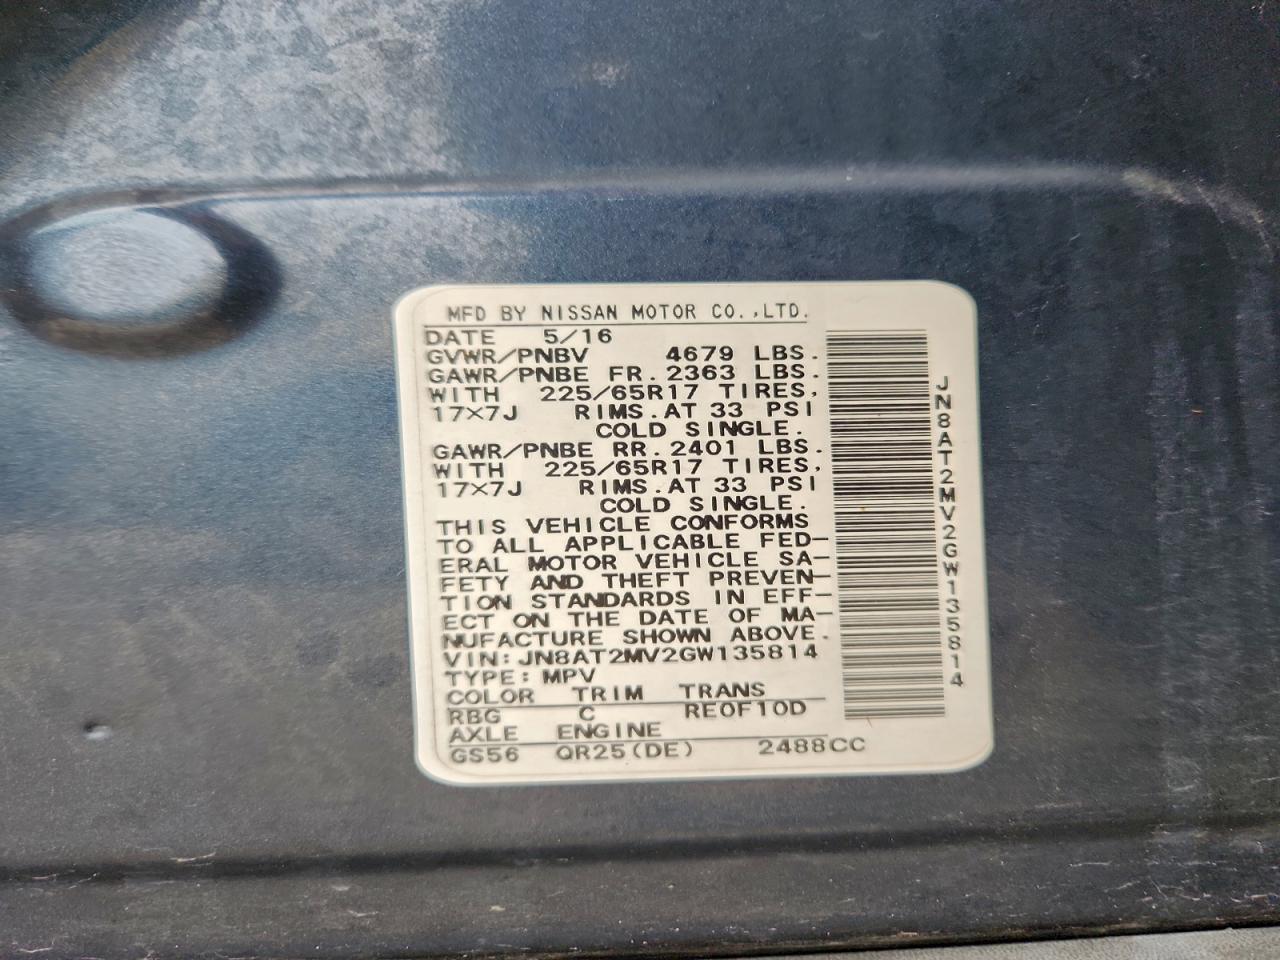 MFD BY NISSAN MOTOR CO.,LTD.
DATE 5/16
GVWR/PNBV 4679 LBS.
GAWR/PNBE FR. 2363 LBS.
WITH 225/65R17 TIRES,
17×7J RIMS.AT 33 PSI
COLD SINGLE.
GAWR/PNBE RR. 2401 LBS.
WITH 225/65R17 TIRES,
17×7J RIMS.AT 33 PSI
COLD SINGLE.
THIS VEHICLE CONFORMS
TO ALL APPLICABLE FED-
ERAL MOTOR VEHICLE SA-
FETY AND THEFT PREVEN-
TION STANDARDS IN EFF-
ECT ON THE DATE OF MA-
NUFACTURE SHOWN ABOVE.
VIN:JN8AT2MV2GW135814
TYPE:MPV
COLOR TRIM TRANS
RBG C RE0F10D
AXLE ENGINE
GS56 QR25(DE) 2488CC
JN8AT2MV2GW135814